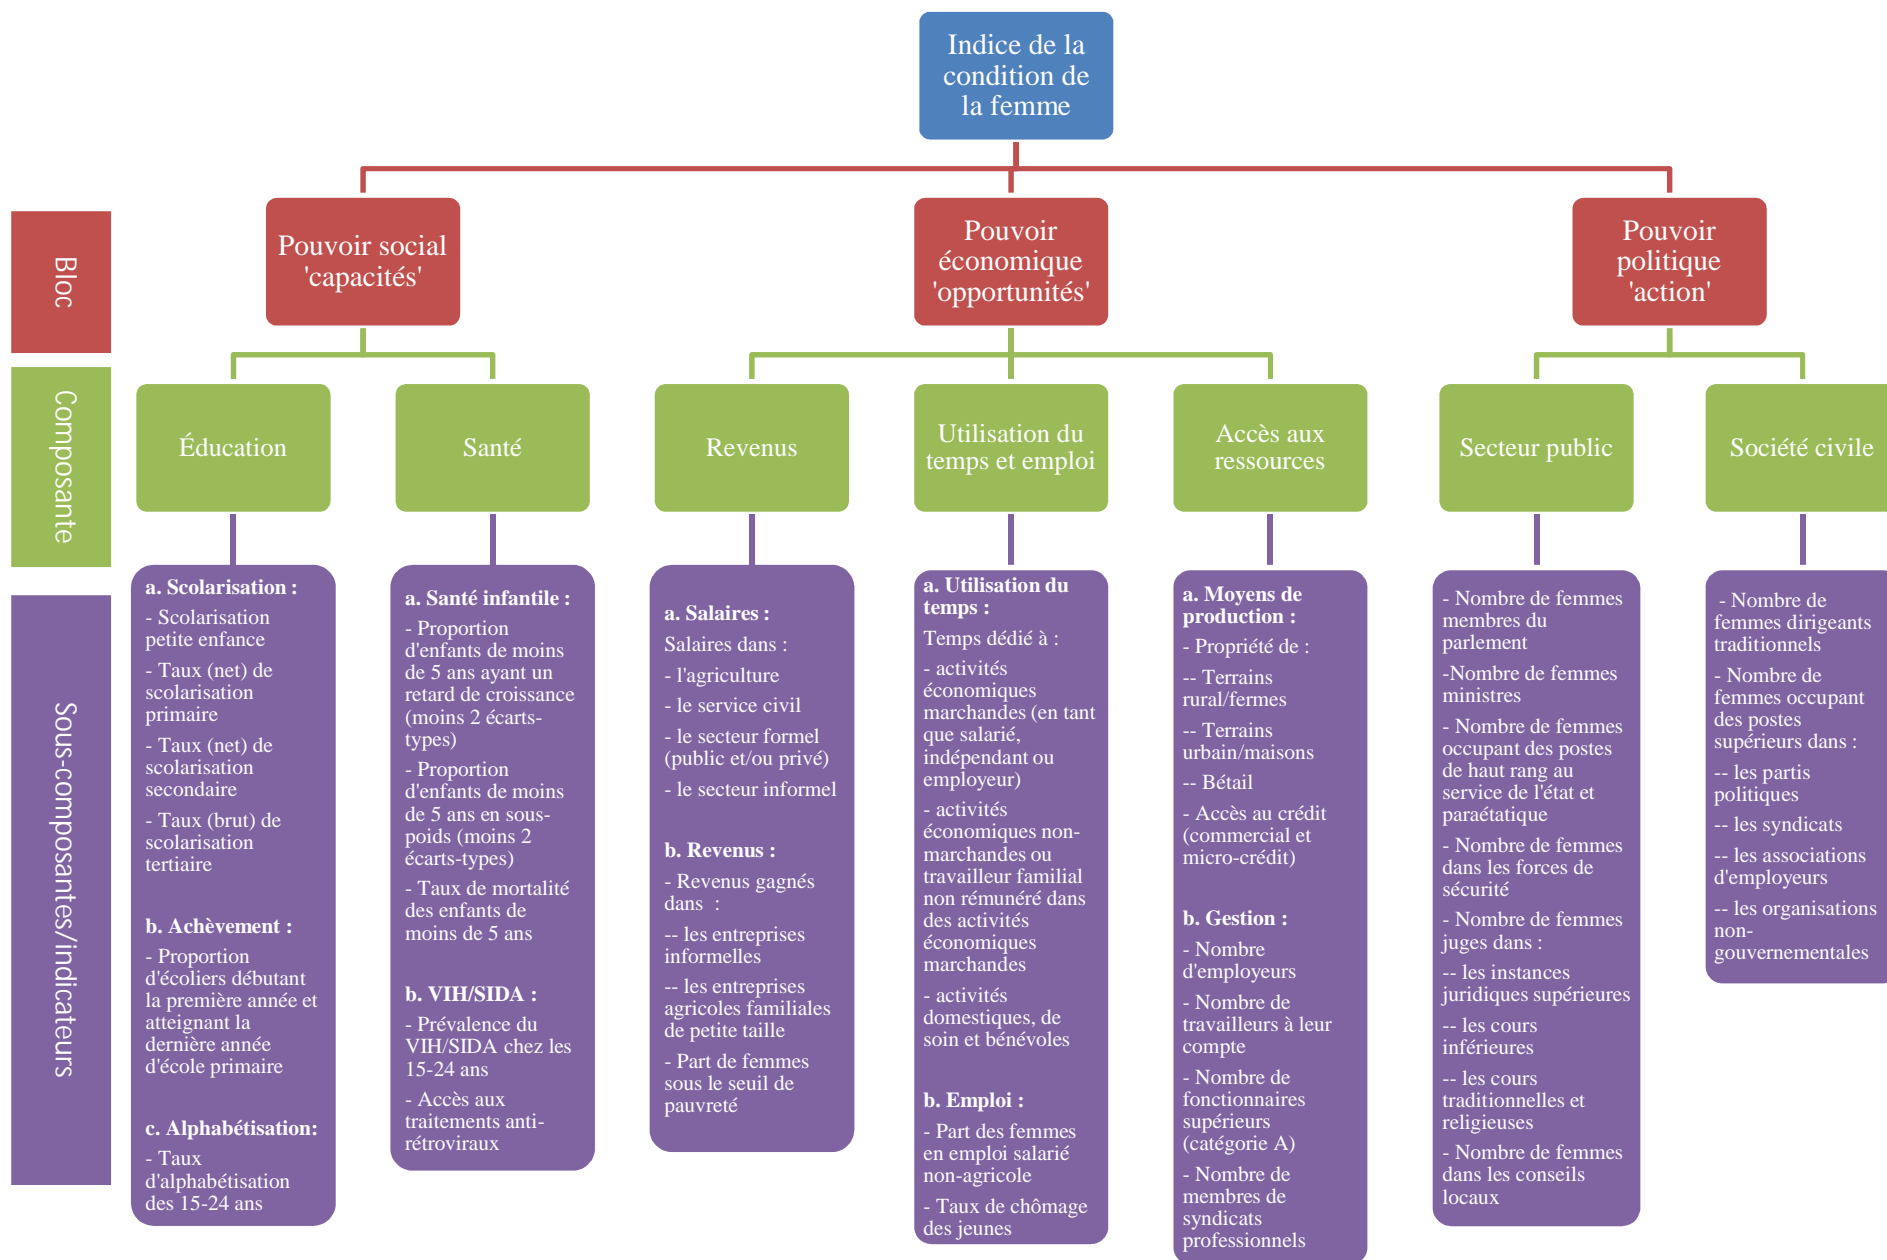 Indice de la
condition de
la femme
Bloc
Pouvoir social
'capacités'
Pouvoir
économique
'opportunités'
Pouvoir
politique
'action'
Composante
Éducation
Santé
Revenus
Utilisation du
temps et emploi
Accès aux
ressources
Secteur public
Société civile
Sous-composantes/indicateurs
a. Scolarisation :
- Scolarisation
petite enfance
- Taux (net) de
scolarisation
primaire
- Taux (net) de
scolarisation
secondaire
- Taux (brut) de
scolarisation
tertiaire
b. Achèvement :
- Proportion
d'écoliers débutant
la première année et
atteignant la
dernière année
d'école primaire
c. Alphabétisation:
- Taux
d'alphabétisation
des 15-24 ans
a. Santé infantile :
- Proportion
d'enfants de moins
de 5 ans ayant un
retard de croissance
(moins 2 écarts-
types)
- Proportion
d'enfants de moins
de 5 ans en sous-
poids (moins 2
écarts-types)
- Taux de mortalité
des enfants de
moins de 5 ans
b. VIH/SIDA :
- Prévalence du
VIH/SIDA chez les
15-24 ans
- Accès aux
traitements anti-
rétroviraux
a. Salaires :
Salaires dans :
- l'agriculture
- le service civil
- le secteur formel
(public et/ou privé)
- le secteur informel
b. Revenus :
- Revenus gagnés
dans :
-- les entreprises
informelles
-- les entreprises
agricoles familiales
de petite taille
- Part de femmes
sous le seuil de
pauvreté
a. Utilisation du
temps :
Temps dédié à :
- activités
économiques
marchandes (en tant
que salarié,
indépendant ou
employeur)
- activités
économiques non-
marchandes ou
travailleur familial
non rémunéré dans
des activités
économiques
marchandes
- activités
domestiques, de
soin et bénévoles
b. Emploi :
- Part des femmes
en emploi salarié
non-agricole
- Taux de chômage
des jeunes
a. Moyens de
production :
- Propriété de :
-- Terrains
rural/fermes
-- Terrains
urbain/maisons
-- Bétail
- Accès au crédit
(commercial et
micro-crédit)
b. Gestion :
- Nombre
d'employeurs
- Nombre de
travailleurs à leur
compte
- Nombre de
fonctionnaires
supérieurs
(catégorie A)
- Nombre de
membres de
syndicats
professionnels
- Nombre de femmes
membres du
parlement
-Nombre de femmes
ministres
- Nombre de femmes
occupant des postes
de haut rang au
service de l'état et
paraétatique
- Nombre de femmes
dans les forces de
sécurité
- Nombre de femmes
juges dans :
-- les instances
juridiques supérieures
-- les cours
inférieures
-- les cours
traditionnelles et
religieuses
- Nombre de femmes
dans les conseils
locaux
- Nombre de
femmes dirigeants
traditionnels
- Nombre de
femmes occupant
des postes
supérieurs dans :
-- les partis
politiques
-- les syndicats
-- les associations
d'employeurs
-- les organisations
non-
gouvernementales